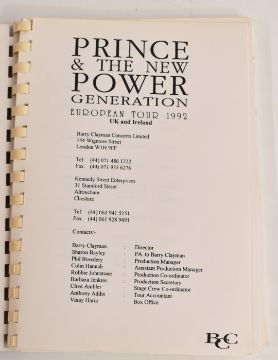 PRINCE
& THE NEW
POWER
GENERATION
EUROPEAN TOUR 1992
UK and Ireland
Barry Clayman Concerts Limited
144 Wigmore Street
London W1H 9FF
Tel: (44) 071 486 1222
Fax: (44) 071 935 6276
Kennedy Street Enterprises
31 Stamford Street
Altrincham
Cheshire
Tel: (44) 061 941 5151
Fax: (44) 061 928 9491
Contacts:-
Barry Clayman - Director
Sharon Bayley - PA to Barry Clayman
Phil Bowdery - Production Manager
Colin Hannah - Assistant Production Manager
Robbie Johnstone - Production Co-ordinator
Barbara Jenkins - Production Secretary
Clive Ambler - Stage Crew Co-ordinator
Anthony Addis - Tour Accountant
Vinay Haria - Box Office
BCC